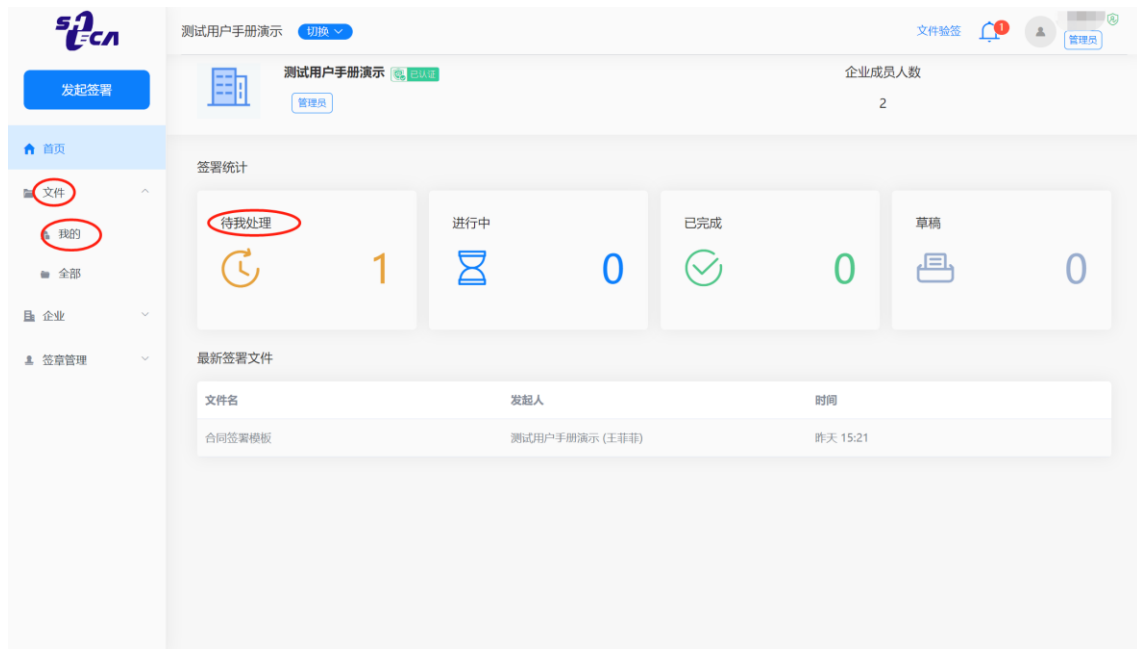 SHECA
测试用户手册演示 切换
文件验签 1 管理员
发起签署
测试用户手册演示 已认证
管理员
企业成员人数
2
首页
文件
我的
全部
企业
签章管理
签署统计
待我处理 进行中 已完成 草稿
1 0 0 0
最新签署文件
文件名 发起人 时间
合同签署模板 测试用户手册演示 (王菲菲) 昨天 15:21